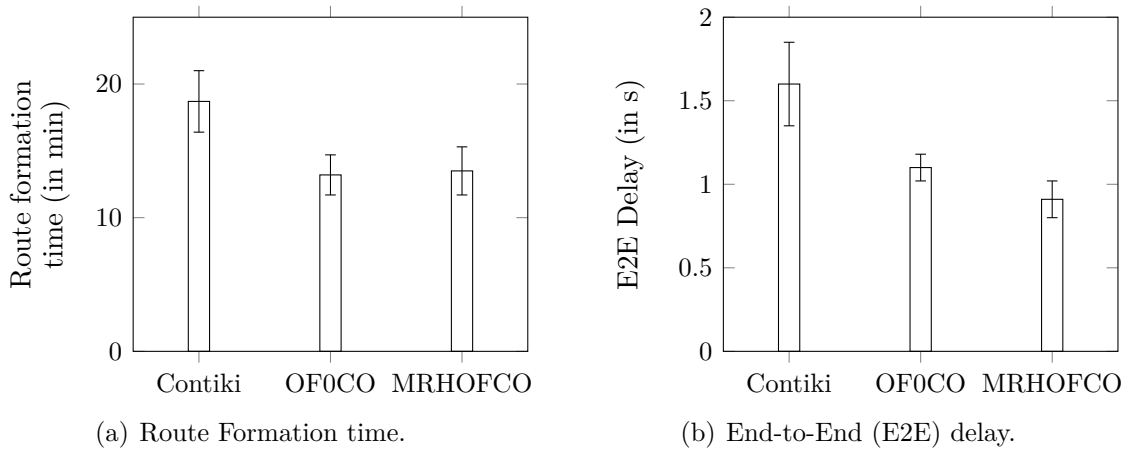 Route formation
time (in min)
20
10
0
Contiki OF0CO MRHOFCO
(a) Route Formation time.
E2E Delay (in s)
2
1.5
1
0.5
0
Contiki OF0CO MRHOFCO
(b) End-to-End (E2E) delay.